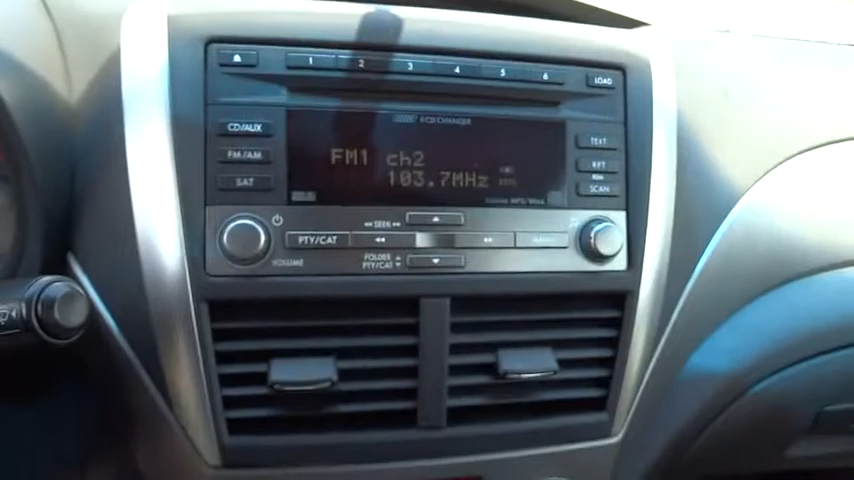 1 2 3 4 5 6 LOAD
6CD CHANGER
CD/AUX
FM/AM
SAT
FM1 ch2
103.7MHz
TEXT
RPT
SCAN
SEEK
PTY/CAT
VOLUME
FOLDER
PTY/CAT